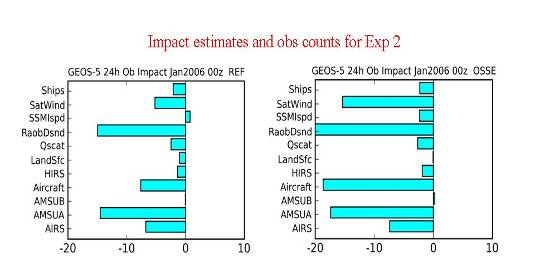 Impact estimates and obs counts for Exp 2
GEOS-5 24h Ob Impact Jan2006 00z REF
Ships
SatWind
SSMIspd
RaobDsnd
Qscat
LandSfc
HIRS
Aircraft
AMSUB
AMSUA
AIRS
-20 -10 0 10
GEOS-5 24h Ob Impact Jan2006 00z OSSE
Ships
SatWind
SSMIspd
RaobDsnd
Qscat
LandSfc
HIRS
Aircraft
AMSUB
AMSUA
AIRS
-20 -10 0 10